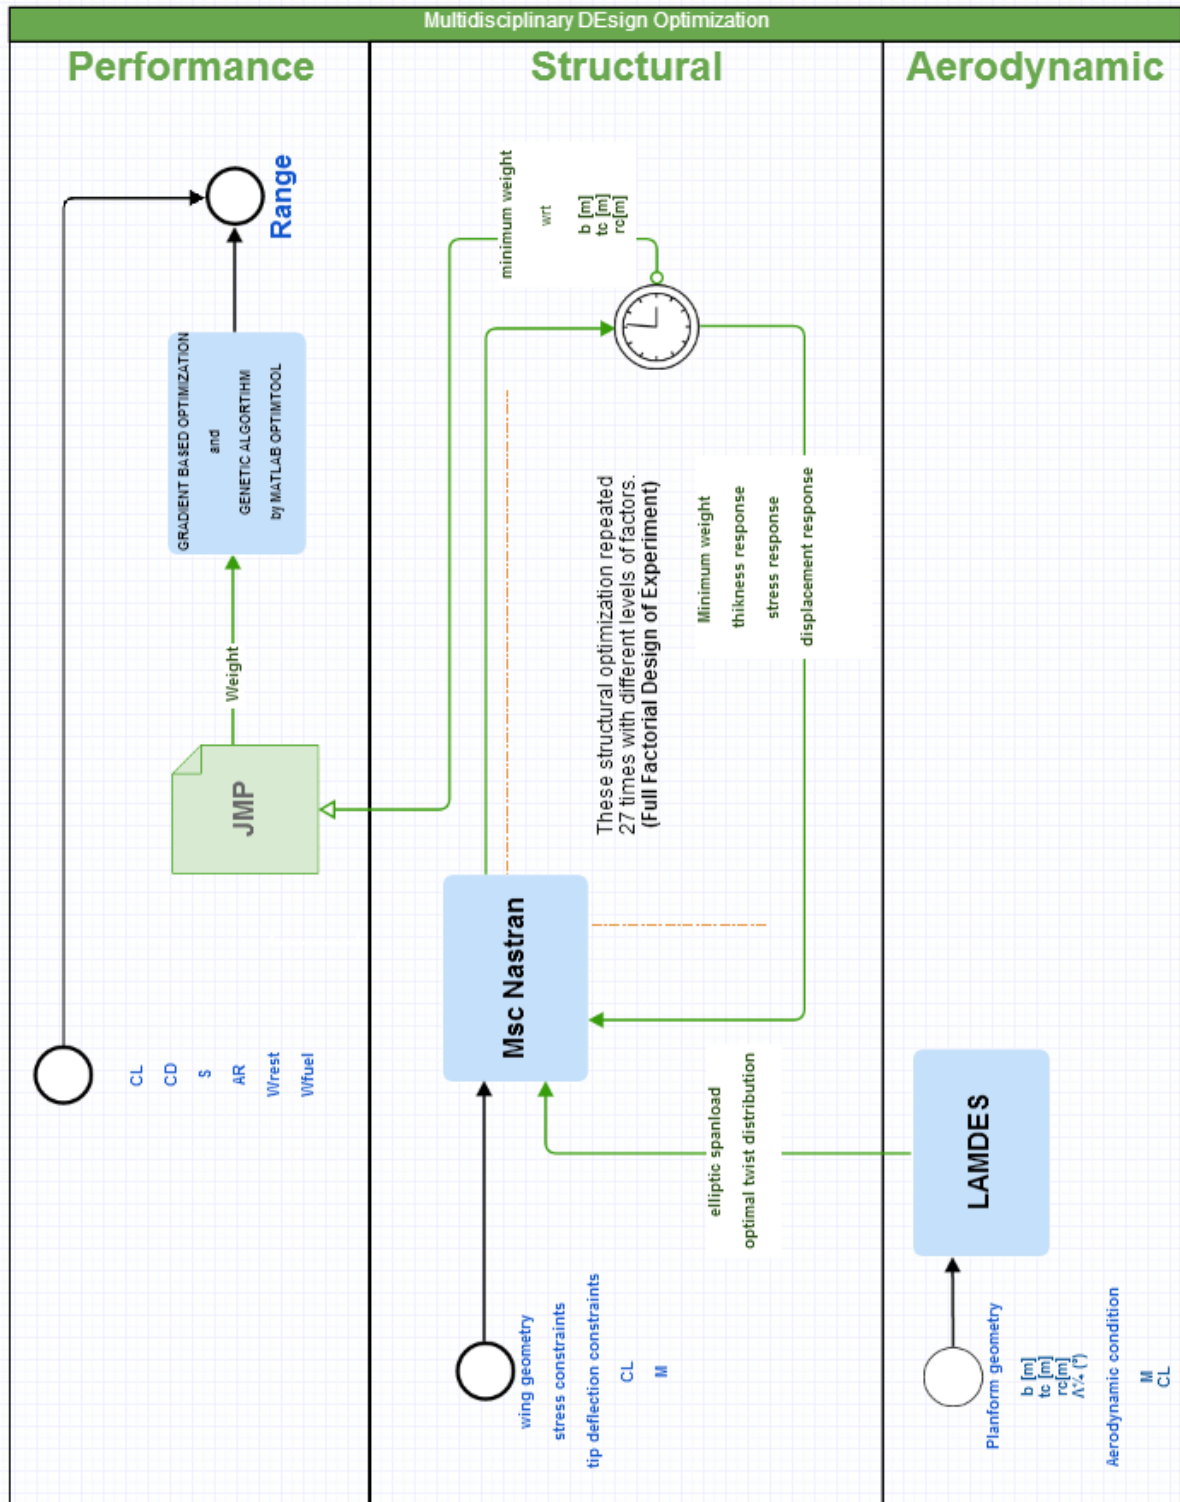 Multidisciplinary DEsign Optimization
Performance
Structural
Aerodynamic
Range
GRADIENT BASED OPTIMIZATION
and
GENETIC ALGORTIHM
by MATLAB OPTIMTOOL
Weight
JMP
CL
CD
S
AR
Wrest
Wfuel
minimum weight
wrt
b [m]
tc [m]
rc[m]
These structural optimization repeated
27 times with different levels of factors.
(Full Factorial Design of Experiment)
Minimum weight
thikness response
stress response
displacement response
Msc Nastran
elliptic spanload
optimal twist distribution
wing geometry
stress constraints
tip deflection constraints
CL
M
LAMDES
Planform geometry
b [m]
tc [m]
rc[m]
Λ¼ (°)
Aerodynamic condition
M
CL